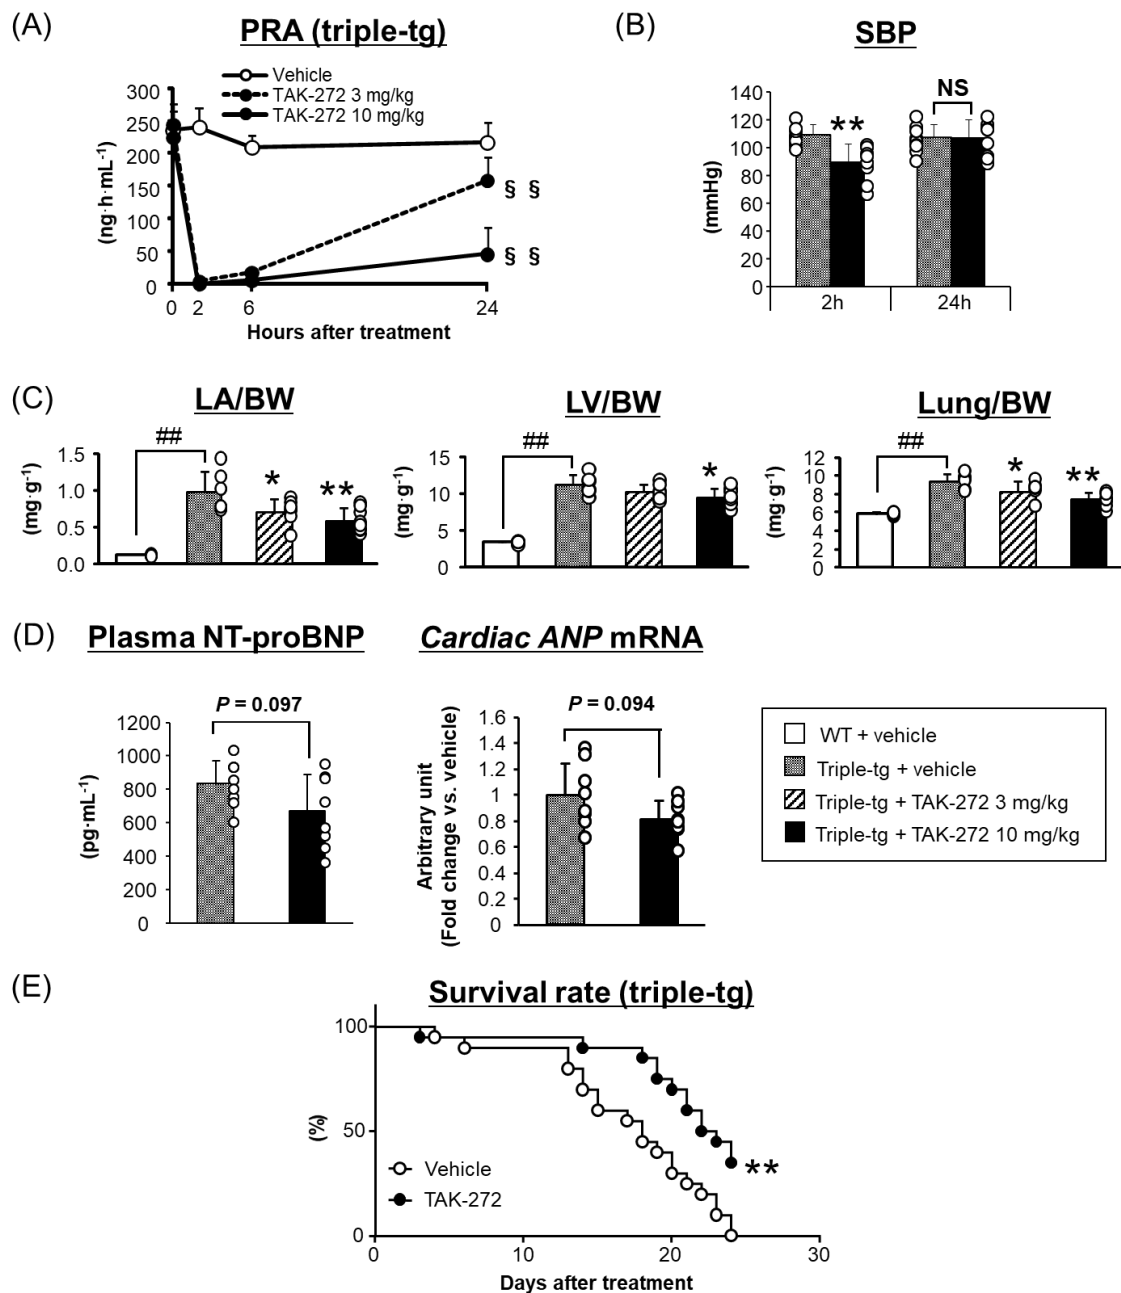 (A)
PRA (triple-tg)
Vehicle
TAK-272 3 mg/kg
TAK-272 10 mg/kg
(ng·h·mL-1)
300
250
200
150
100
50
0
§ §
§ §
0 2 6 24
Hours after treatment
(B)
SBP
(mmHg)
140
120
100
80
60
40
20
0
**
NS
2h 24h
(C)
LA/BW
(mg·g-1)
1.5
1.0
0.5
0.0
##
*
**
LV/BW
(mg·g-1)
15
10
5
0
##
*
Lung/BW
(mg·g-1)
12
10
8
6
4
2
0
##
*
**
(D)
Plasma NT-proBNP
P = 0.097
(pg·mL-1)
1200
1000
800
600
400
200
0
Cardiac ANP mRNA
P = 0.094
Arbitrary unit
(Fold change vs. vehicle)
1.6
1.4
1.2
1
0.8
0.6
0.4
0.2
0
WT + vehicle
Triple-tg + vehicle
Triple-tg + TAK-272 3 mg/kg
Triple-tg + TAK-272 10 mg/kg
(E)
Survival rate (triple-tg)
(%)
100
50
0
Vehicle
TAK-272
**
0 10 20 30
Days after treatment